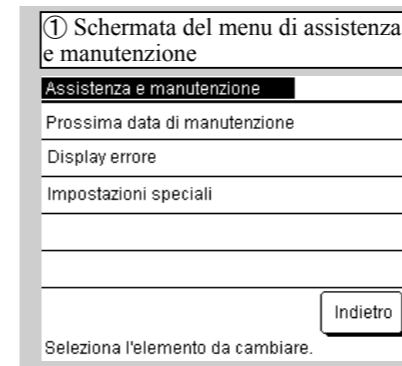 ① Schermata del menu di assistenza
e manutenzione
Assistenza e manutenzione
Prossima data di manutenzione
Display errore
Impostazioni speciali
Indietro
Seleziona l'elemento da cambiare.